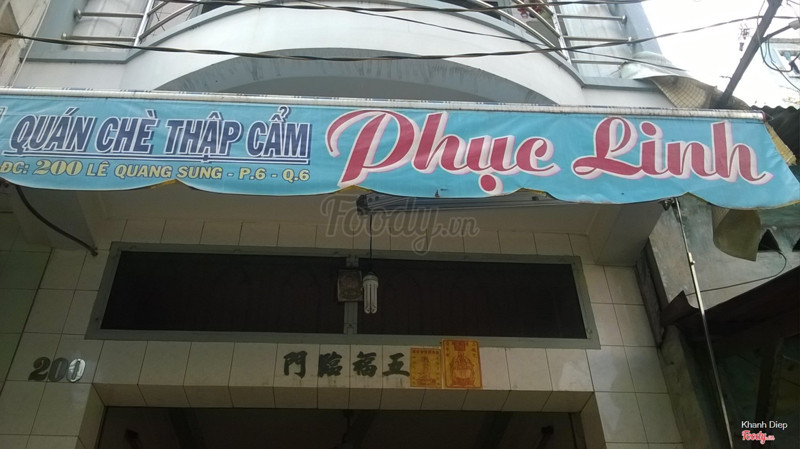 QUÁN CHÈ THẬP CẨM
ĐC: 200 LÊ QUANG SUNG - P.6 - Q.6
Phục Linh
Foody.vn
200
門臨福五
Khanh Diep
Foody.vn